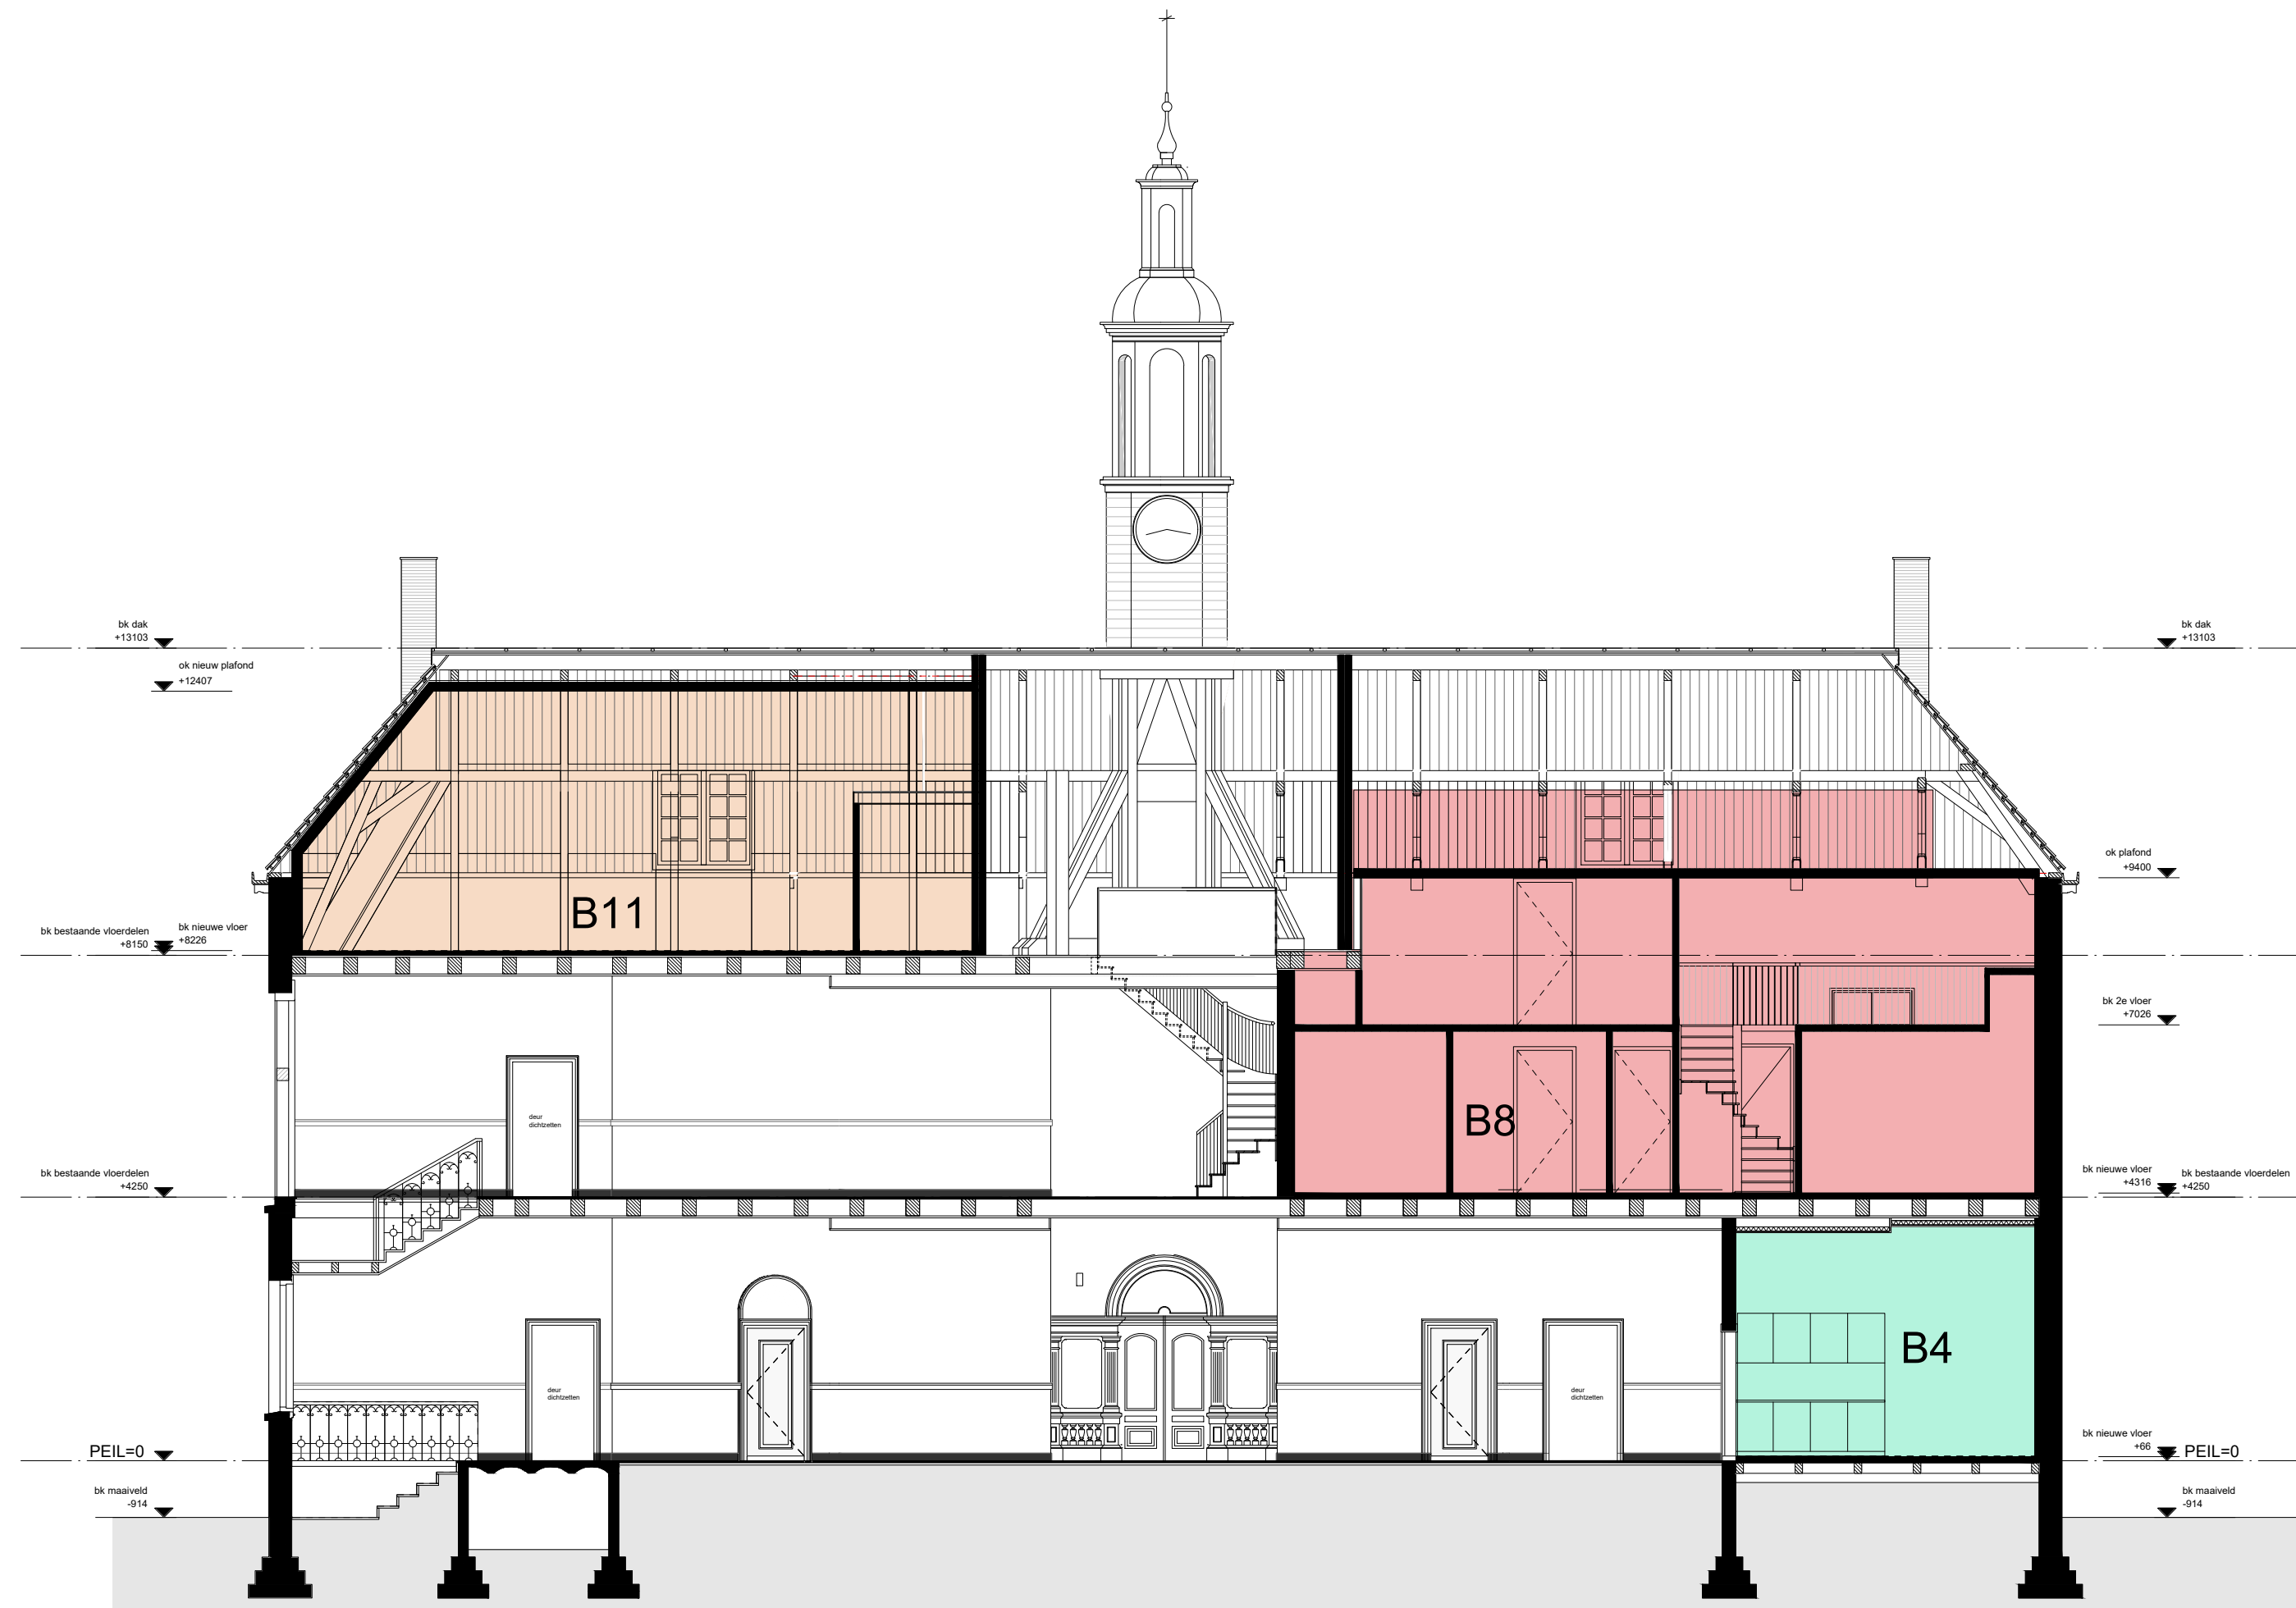 bk dak
+13103
bk dak
+13103
ok nieuw plafond
+12407
ok plafond
+9400
B11
bk bestaande vloerdelen
+8150
bk nieuwe vloer
+8226
bk 2e vloer
+7026
deur
dichtzetten
B8
bk bestaande vloerdelen
+4250
bk nieuwe vloer
+4316
bk bestaande vloerdelen
+4250
B4
deur
dichtzetten
deur
dichtzetten
PEIL=0
bk nieuwe vloer
+66
PEIL=0
bk maaiveld
-914
bk maaiveld
-914